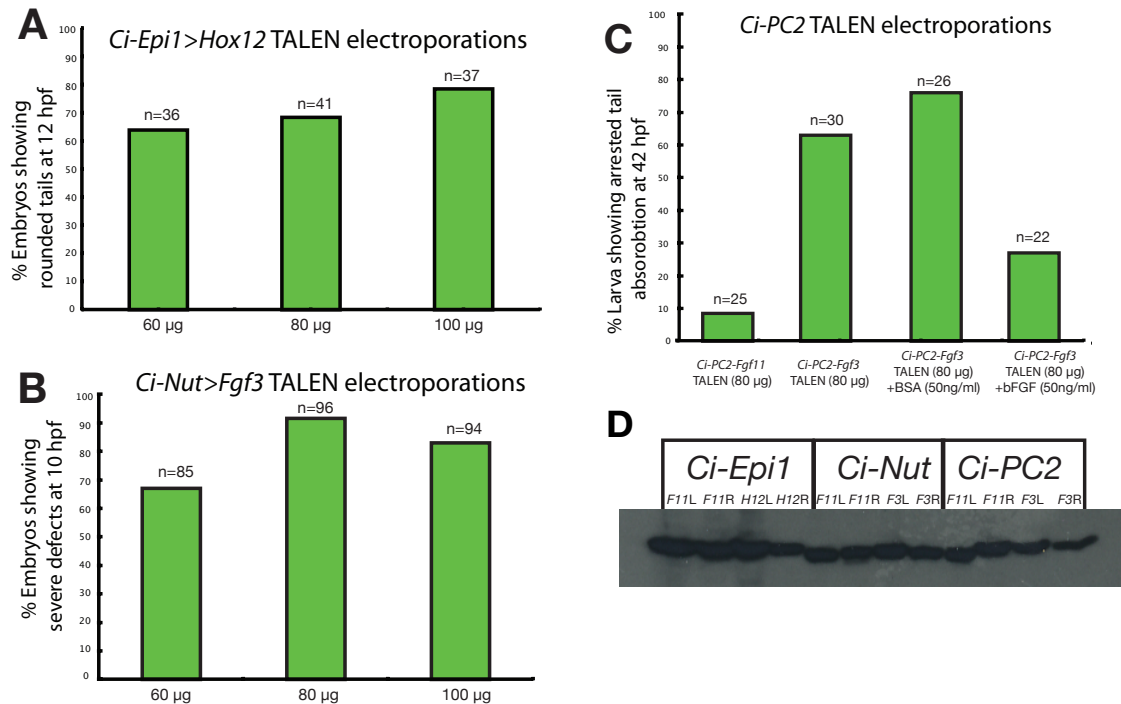 A
Ci-Epi1>Hox12 TALEN electroporations
% Embryos showing
rounded tails at 12 hpf
100
90
80
70
60
50
40
30
20
10
0
n=36
n=41
n=37
60 µg
80 µg
100 µg
B
Ci-Nut>Fgf3 TALEN electroporations
% Embryos showing
severe defects at 10 hpf
100
90
80
70
60
50
40
30
20
10
0
n=85
n=96
n=94
60 µg
80 µg
100 µg
C
Ci-PC2 TALEN electroporations
% Larva showing arrested tail
absorobtion at 42 hpf
100
90
80
70
60
50
40
30
20
10
0
n=25
n=30
n=26
n=22
Ci-PC2-Fgf11
TALEN (80 µg)
Ci-PC2-Fgf3
TALEN (80 µg)
Ci-PC2-Fgf3
TALEN (80 µg)
+BSA (50ng/ml)
Ci-PC2-Fgf3
TALEN (80 µg)
+bFGF (50ng/ml)
D
Ci-Epi1 Ci-Nut Ci-PC2
F11L F11R H12L H12R F11L F11R F3L F3R F11L F11R F3L F3R